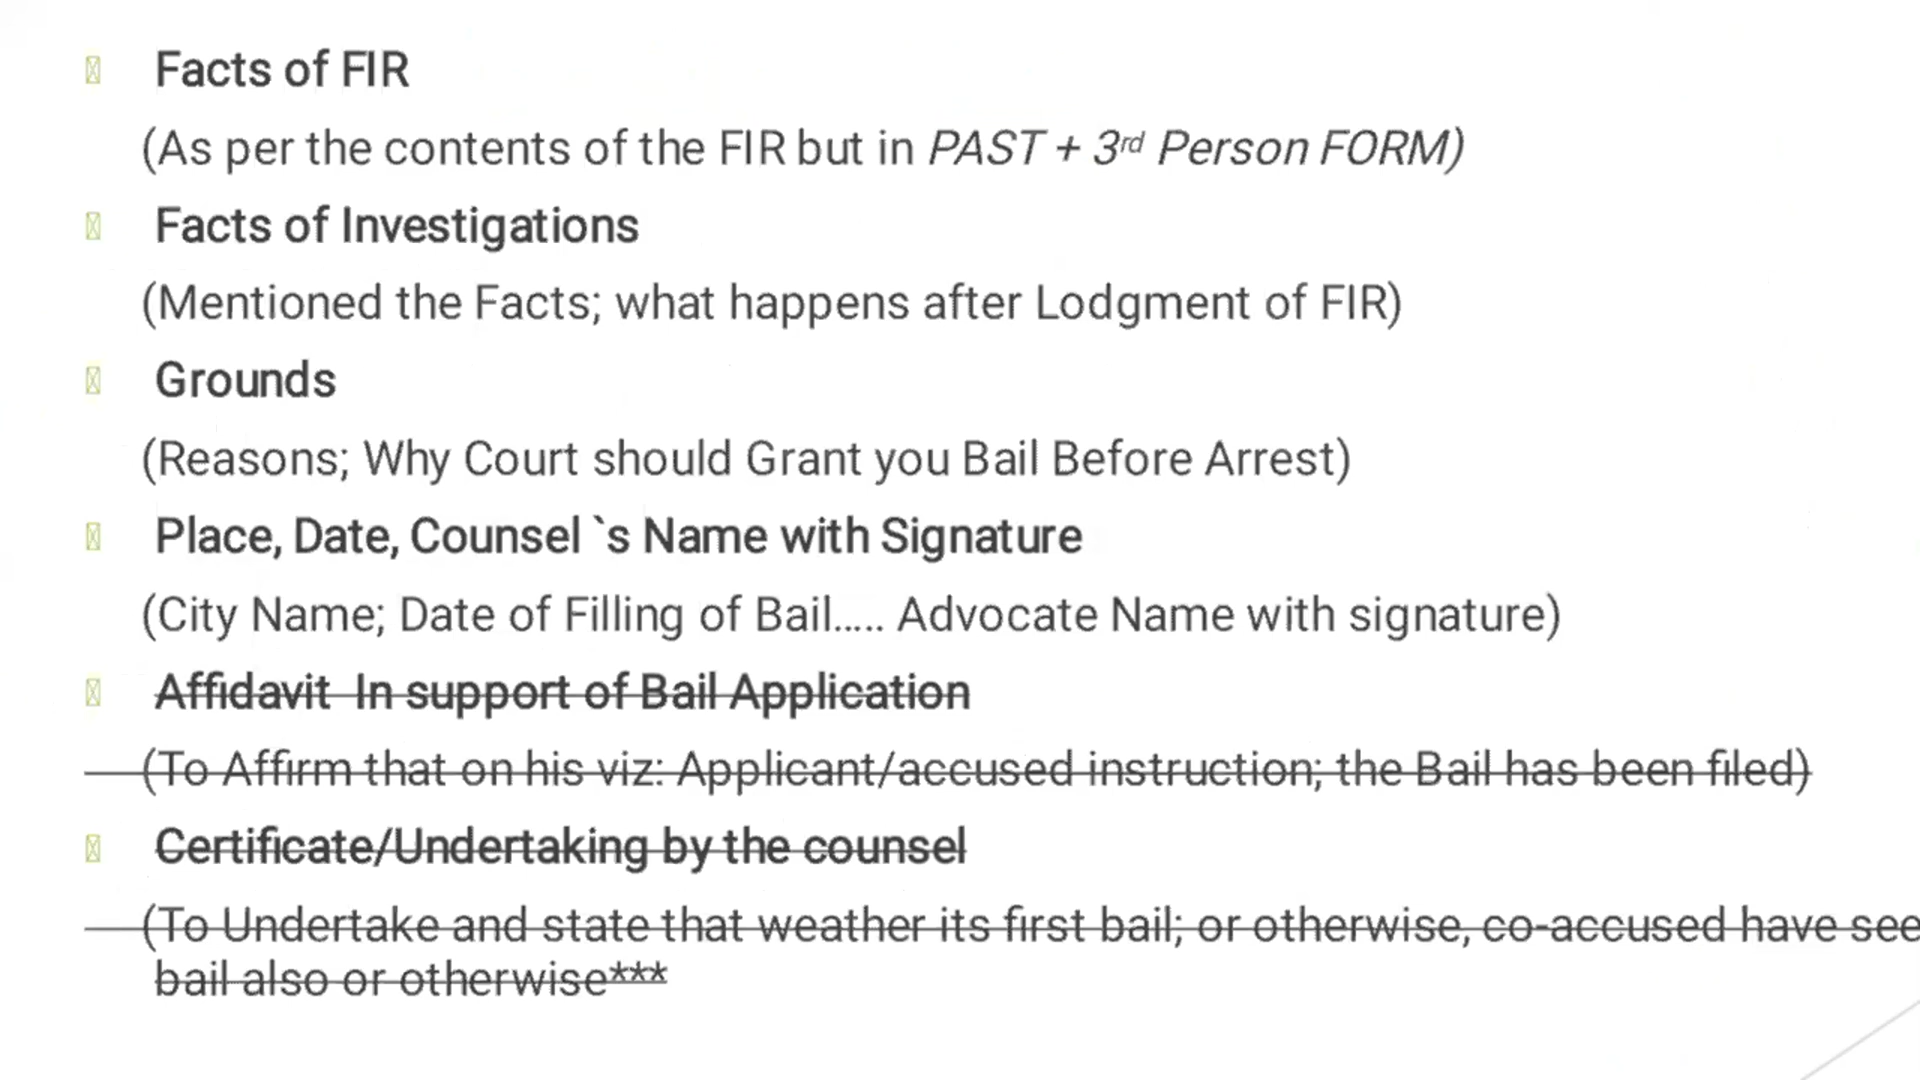 Facts of FIR
(As per the contents of the FIR but in PAST + 3rd Person FORM)
Facts of Investigations
(Mentioned the Facts; what happens after Lodgment of FIR)
Grounds
(Reasons; Why Court should Grant you Bail Before Arrest)
Place, Date, Counsel `s Name with Signature
(City Name; Date of Filling of Bail..... Advocate Name with signature)
Affidavit In support of Bail Application
(To Affirm that on his viz: Applicant/accused instruction; the Bail has been filed)
Certificate/Undertaking by the counsel
(To Undertake and state that weather its first bail; or otherwise, co-accused have see
bail also or otherwise***